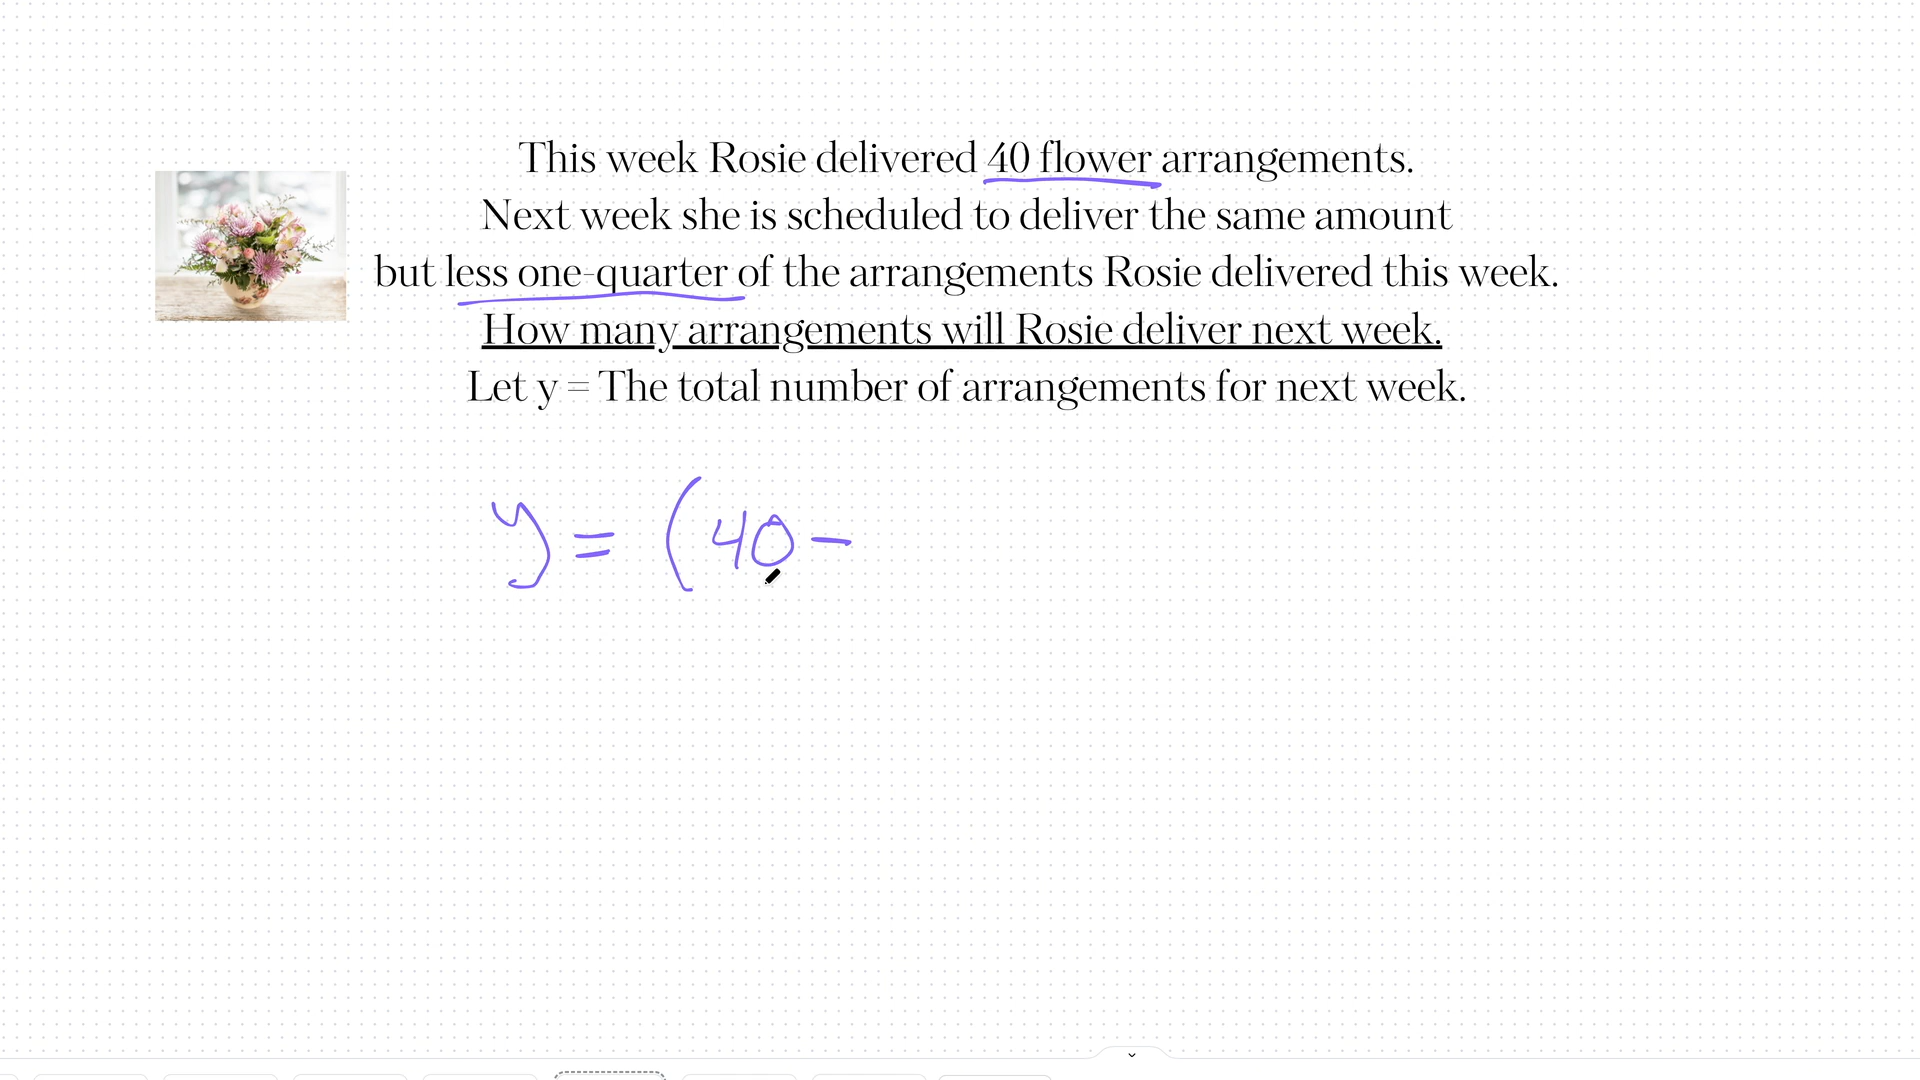 This week Rosie delivered 40 flower arrangements.
Next week she is scheduled to deliver the same amount
but less one-quarter of the arrangements Rosie delivered this week.
How many arrangements will Rosie deliver next week.
Let y = The total number of arrangements for next week.
y = (40 -